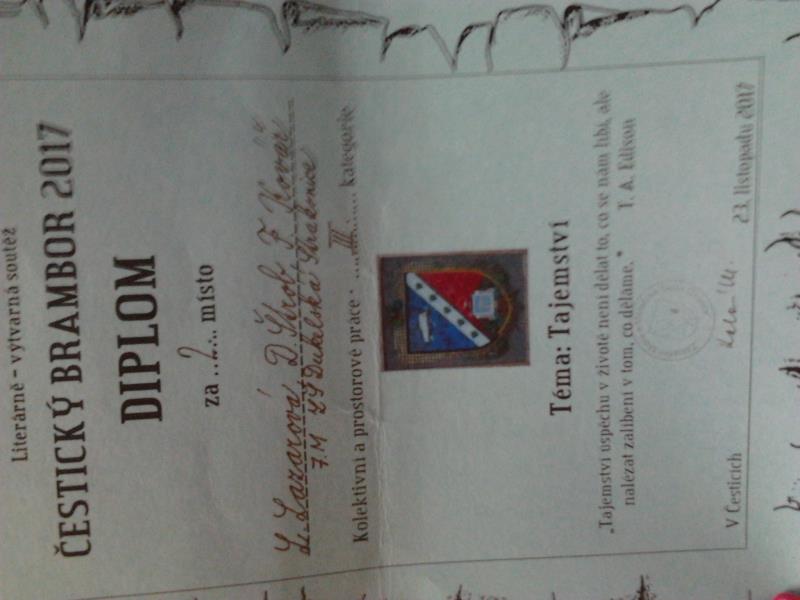 Literárně - výtvarná soutěž
ČESTICKÝ BRAMBOR 2017
DIPLOM
za ..2... místo
L. Lazarová D. Šírob F. Kovář
7.M ZŠ Dukelská Strakonice
Kolektivní a prostorové práce - ....III...... kategorie
Téma: Tajemství
„Tajemství úspěchu v životě není dělat to, co se nám líbí, ale
nalézat zalíbení v tom, co děláme.“ T. A. Edison
V Česticích 23. listopadu 2017